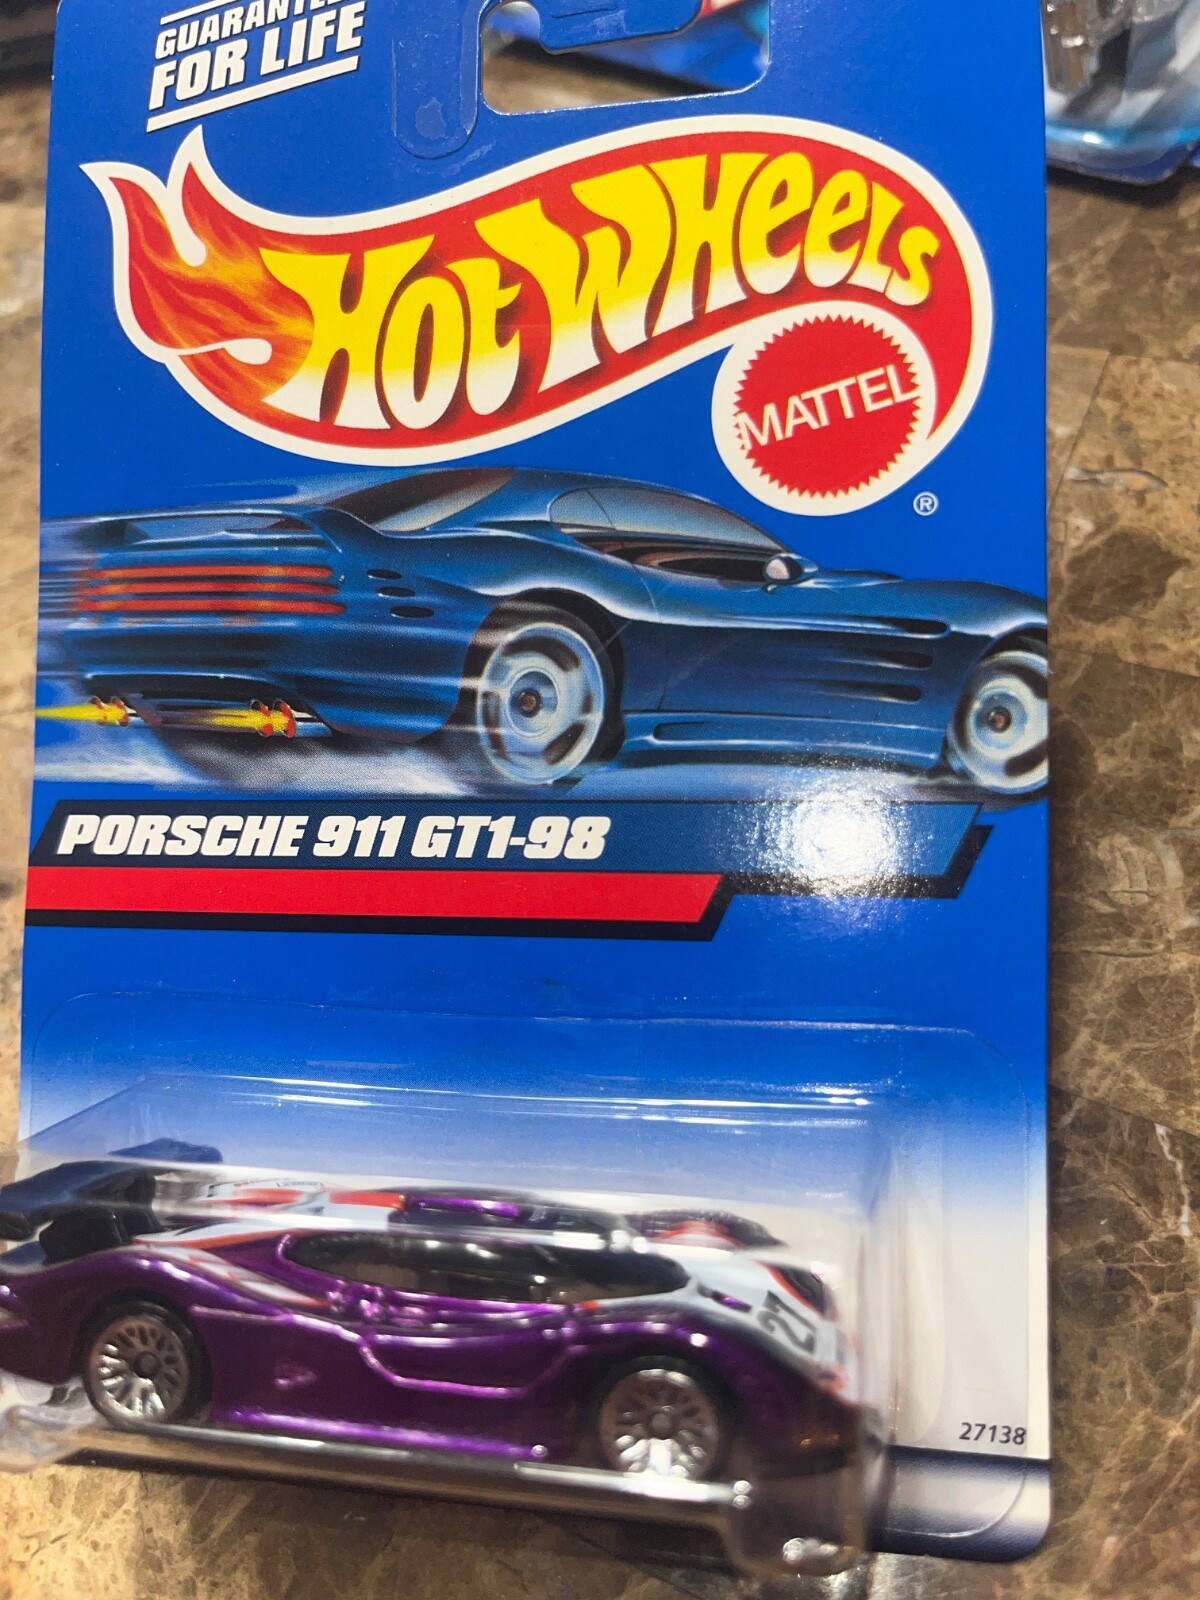 GUARANTEED
FOR LIFE
HOT WHEELS
MATTEL
®
PORSCHE 911 GT1-98
27
27138